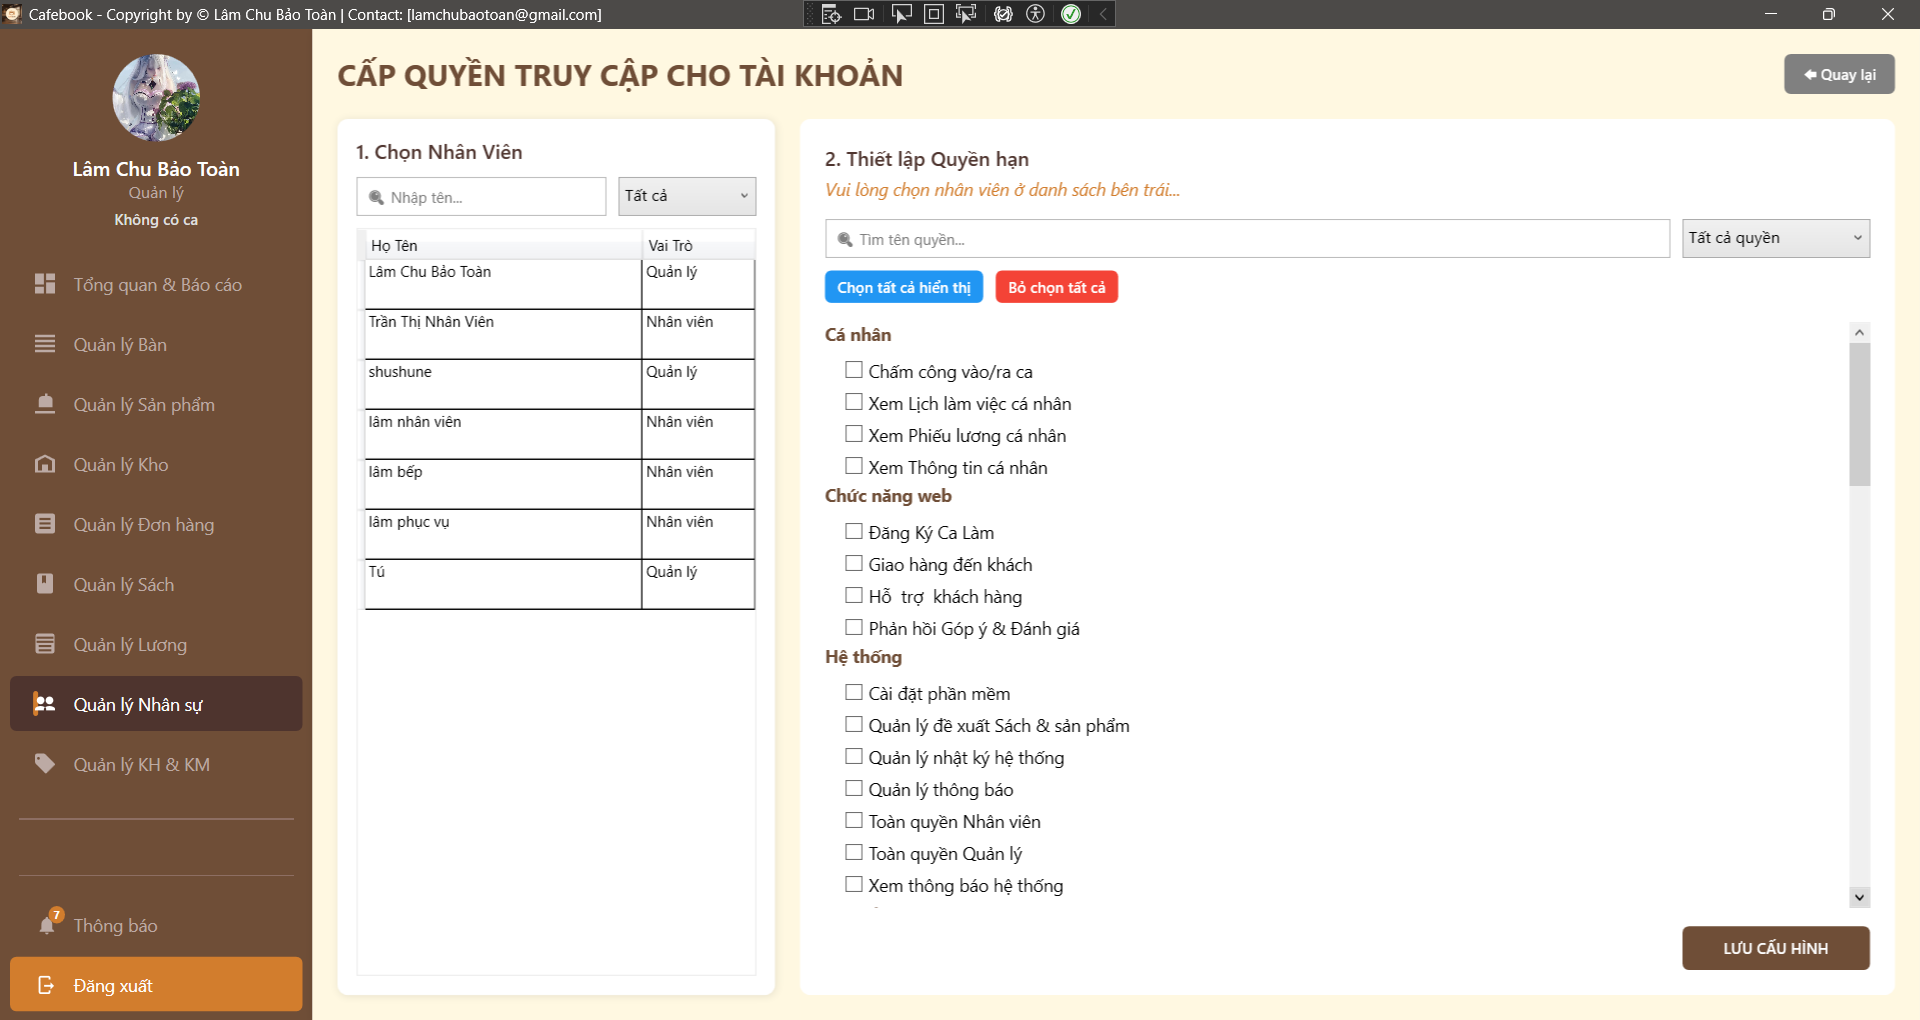 Cafebook - Copyright by © Lâm Chu Bảo Toàn | Contact: [lamchubaotoan@gmail.com]
Lâm Chu Bảo Toàn
Quản lý
Không có ca
Tổng quan & Báo cáo
Quản lý Bàn
Quản lý Sản phẩm
Quản lý Kho
Quản lý Đơn hàng
Quản lý Sách
Quản lý Lương
Quản lý Nhân sự
Quản lý KH & KM
7
Thông báo
Đăng xuất
CẤP QUYỀN TRUY CẬP CHO TÀI KHOẢN
Quay lại
1. Chọn Nhân Viên
Nhập tên...
Tất cả
Họ Tên Vai Trò
Lâm Chu Bảo Toàn Quản lý
Trần Thị Nhân Viên Nhân viên
shushune Quản lý
lâm nhân viên Nhân viên
lâm bếp Nhân viên
lâm phục vụ Nhân viên
Tú Quản lý
2. Thiết lập Quyền hạn
Vui lòng chọn nhân viên ở danh sách bên trái...
Tìm tên quyền...
Tất cả quyền
Chọn tất cả hiển thị
Bỏ chọn tất cả
Cá nhân
Chấm công vào/ra ca
Xem Lịch làm việc cá nhân
Xem Phiếu lương cá nhân
Xem Thông tin cá nhân
Chức năng web
Đăng Ký Ca Làm
Giao hàng đến khách
Hỗ trợ khách hàng
Phản hồi Góp ý & Đánh giá
Hệ thống
Cài đặt phần mềm
Quản lý đề xuất Sách & sản phẩm
Quản lý nhật ký hệ thống
Quản lý thông báo
Toàn quyền Nhân viên
Toàn quyền Quản lý
Xem thông báo hệ thống
LƯU CẤU HÌNH